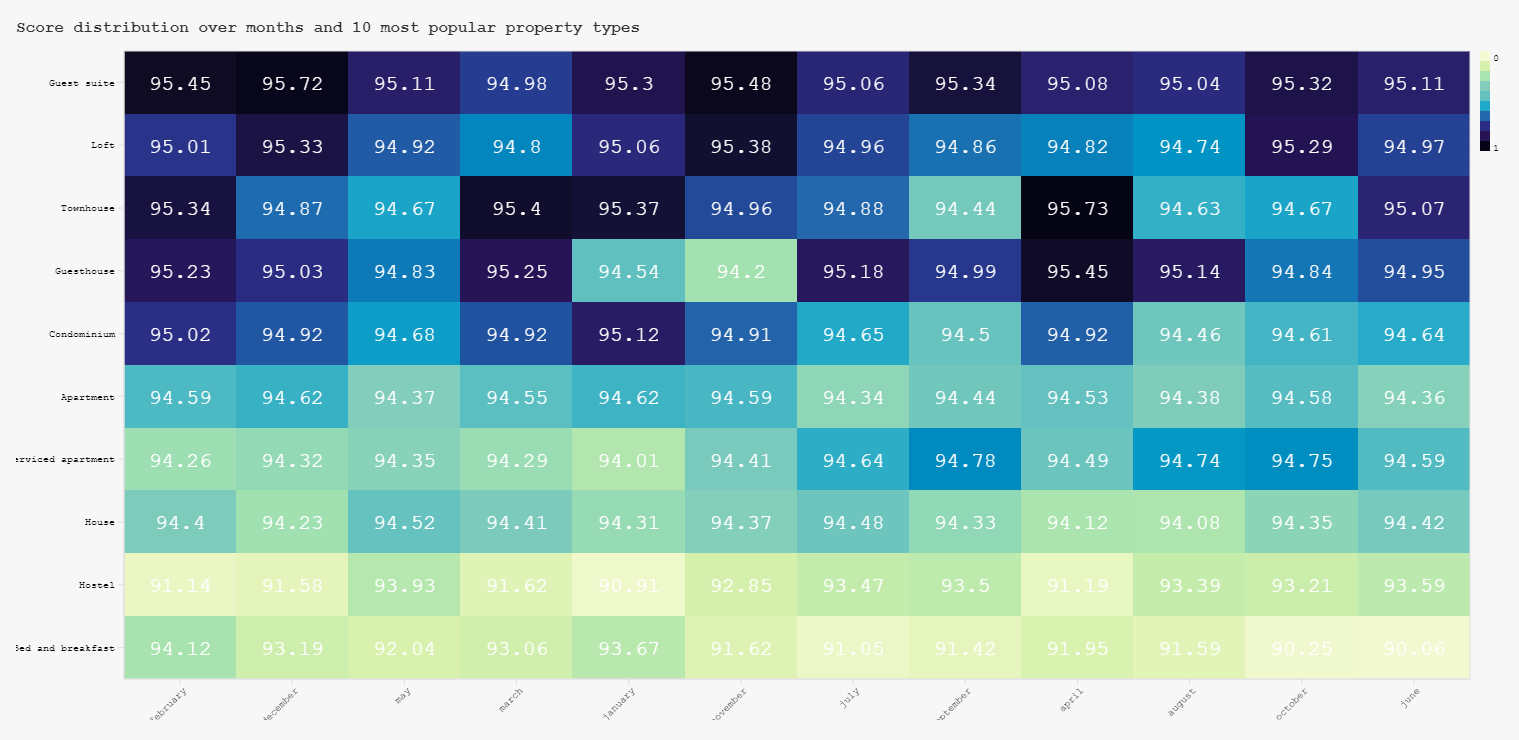 Score distribution over months and 10 most popular property types
Guest suite 95.45 95.72 95.11 94.98 95.3 95.48 95.06 95.34 95.08 95.04 95.32 95.11
0
Loft 95.01 95.33 94.92 94.8 95.06 95.38 94.96 94.86 94.82 94.74 95.29 94.97
1
Townhouse 95.34 94.87 94.67 95.4 95.37 94.96 94.88 94.44 95.73 94.63 94.67 95.07
Guesthouse 95.23 95.03 94.83 95.25 94.54 94.2 95.18 94.99 95.45 95.14 94.84 94.95
Condominium 95.02 94.92 94.68 94.92 95.12 94.91 94.65 94.5 94.92 94.46 94.61 94.64
Apartment 94.59 94.62 94.37 94.55 94.62 94.59 94.34 94.44 94.53 94.38 94.58 94.36
erviced apartment 94.26 94.32 94.35 94.29 94.01 94.41 94.64 94.78 94.49 94.74 94.75 94.59
House 94.4 94.23 94.52 94.41 94.31 94.37 94.48 94.33 94.12 94.08 94.35 94.42
Hostel 91.14 91.58 93.93 91.62 90.91 92.85 93.47 93.5 91.19 93.39 93.21 93.59
Bed and breakfast 94.12 93.19 92.04 93.06 93.67 91.62 91.05 91.42 91.95 91.59 90.25 90.06
february ecember may march january ovember july ptember april august october june